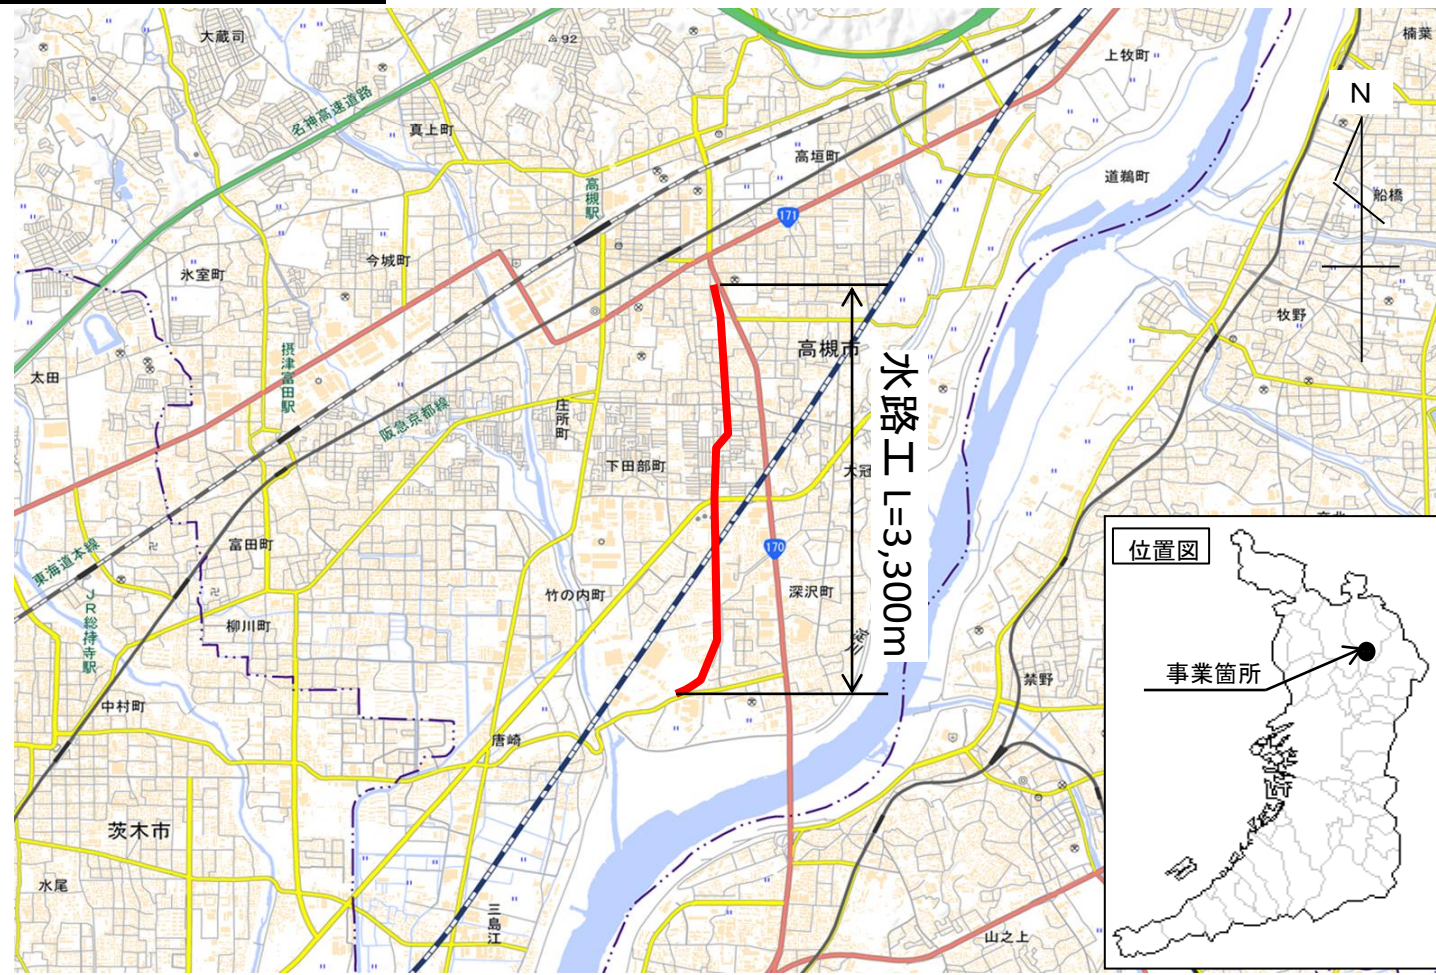 大蔵司
92
上牧町
楠葉
名神高速道路
真上町
N
高垣町
道鵜町
船橋
高槻駅
171
氷室町
今城町
牧野
高槻市
太田
摂津富田駅
阪急京都線
庄所町
下田部町
大冠
水路工 L=3,300m
東海道本線
富田町
170
JR総持寺駅
柳川町
竹の内町
深沢町
淀川
禁野
中村町
唐崎
茨木市
水尾
三島江
山之上
位置図
事業箇所